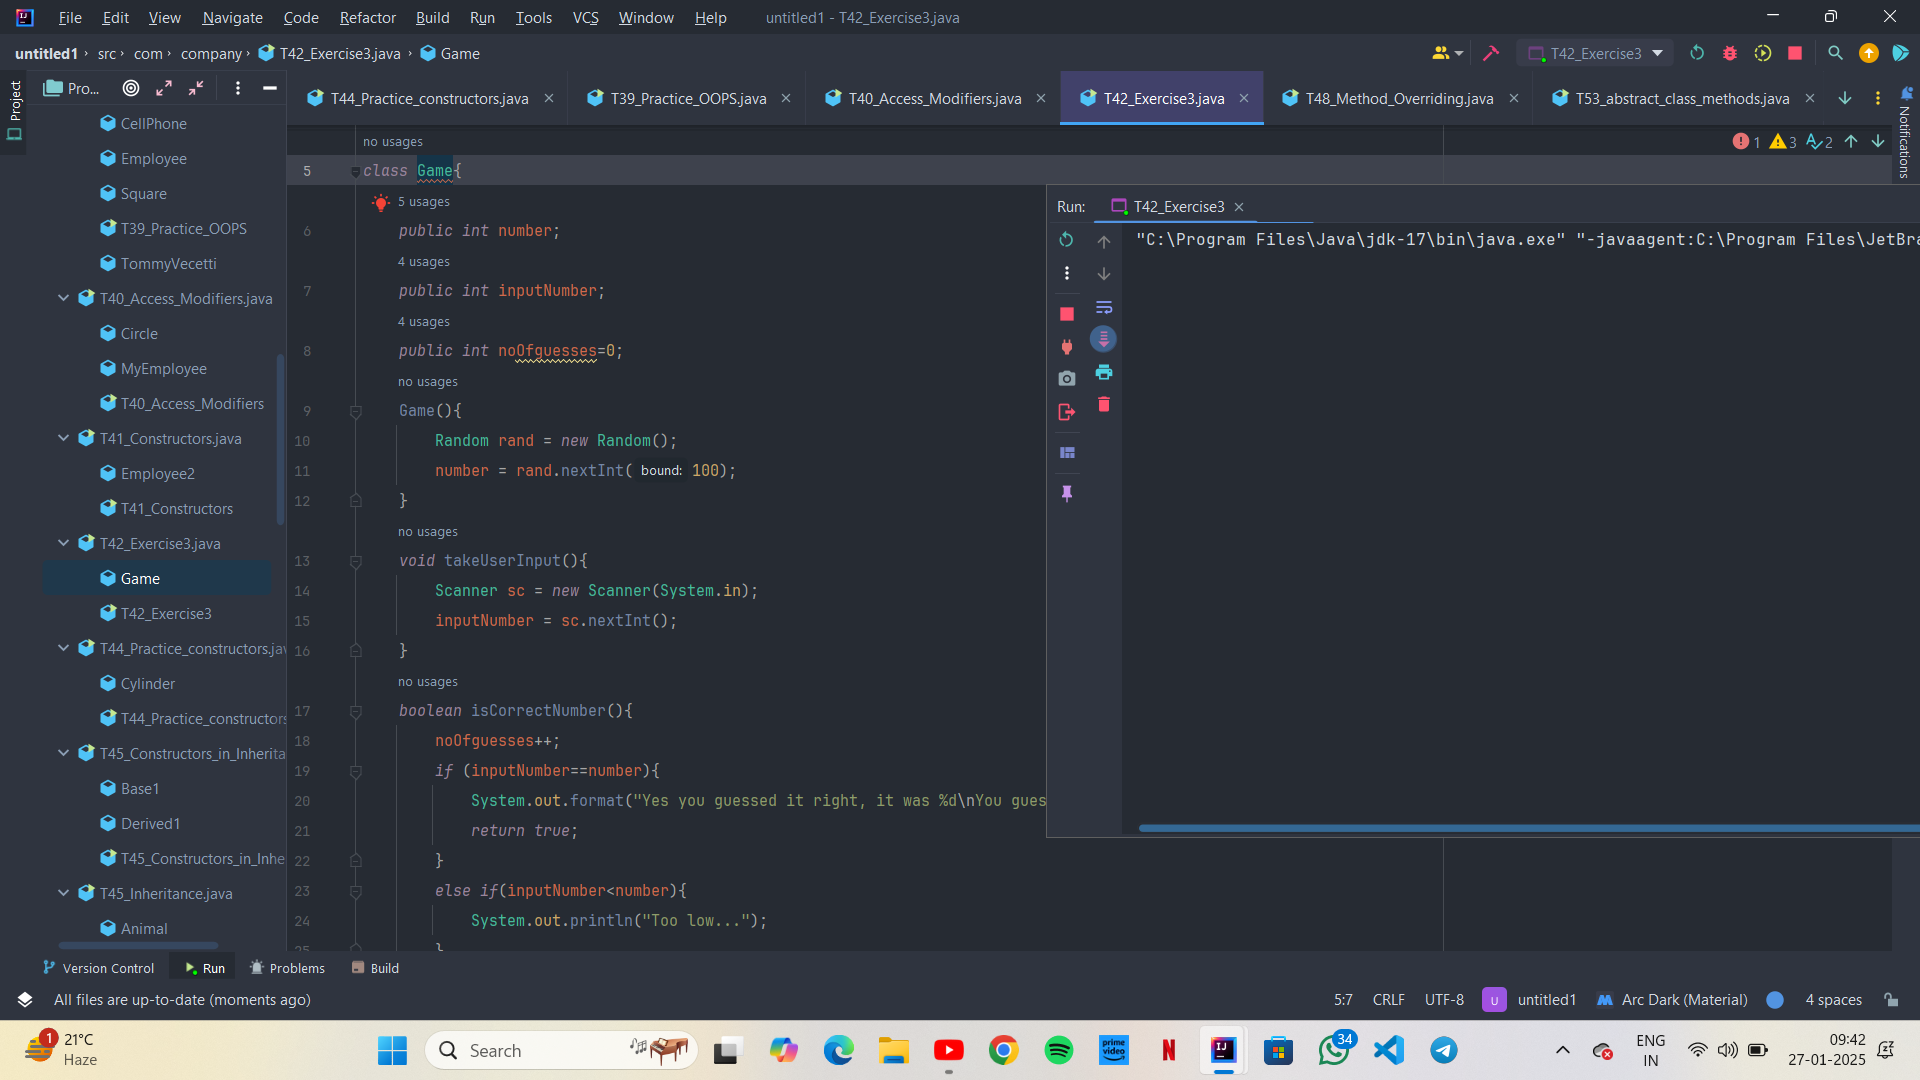 File Edit View Navigate Code Refactor Build Run Tools VCS Window Help untitled1 - T42_Exercise3.java
untitled1 src com company T42_Exercise3.java Game
T42_Exercise3
Project
Pro...
T44_Practice_constructors.java T39_Practice_OOPS.java T40_Access_Modifiers.java T42_Exercise3.java T48_Method_Overriding.java T53_abstract_class_methods.java
Notifications
CellPhone
Employee
Square
T39_Practice_OOPS
TommyVecetti
T40_Access_Modifiers.java
Circle
MyEmployee
T40_Access_Modifiers
T41_Constructors.java
Employee2
T41_Constructors
T42_Exercise3.java
Game
T42_Exercise3
T44_Practice_constructors.jav
Cylinder
T44_Practice_constructors
T45_Constructors_in_Inherita
Base1
Derived1
T45_Constructors_in_Inhe
T45_Inheritance.java
Animal
no usages
1 3 2
5 class Game{
5 usages
6 public int number;
4 usages
7 public int inputNumber;
4 usages
8 public int noOfguesses=0;
no usages
9 Game(){
10 Random rand = new Random();
11 number = rand.nextInt( bound: 100);
12 }
no usages
13 void takeUserInput(){
14 Scanner sc = new Scanner(System.in);
15 inputNumber = sc.nextInt();
16 }
no usages
17 boolean isCorrectNumber(){
18 noOfguesses++;
19 if (inputNumber==number){
20 System.out.format("Yes you guessed it right, it was %d\nYou gues
21 return true;
22 }
23 else if(inputNumber<number){
24 System.out.println("Too low...");
25 }
Run: T42_Exercise3
"C:\Program Files\Java\jdk-17\bin\java.exe" "-javaagent:C:\Program Files\JetBra
Version Control Run Problems Build
All files are up-to-date (moments ago)
5:7 CRLF UTF-8 U untitled1 Arc Dark (Material) 4 spaces
1
21°C
Haze
Search
prime video
N
IJ
34
ENG
IN
09:42
27-01-2025